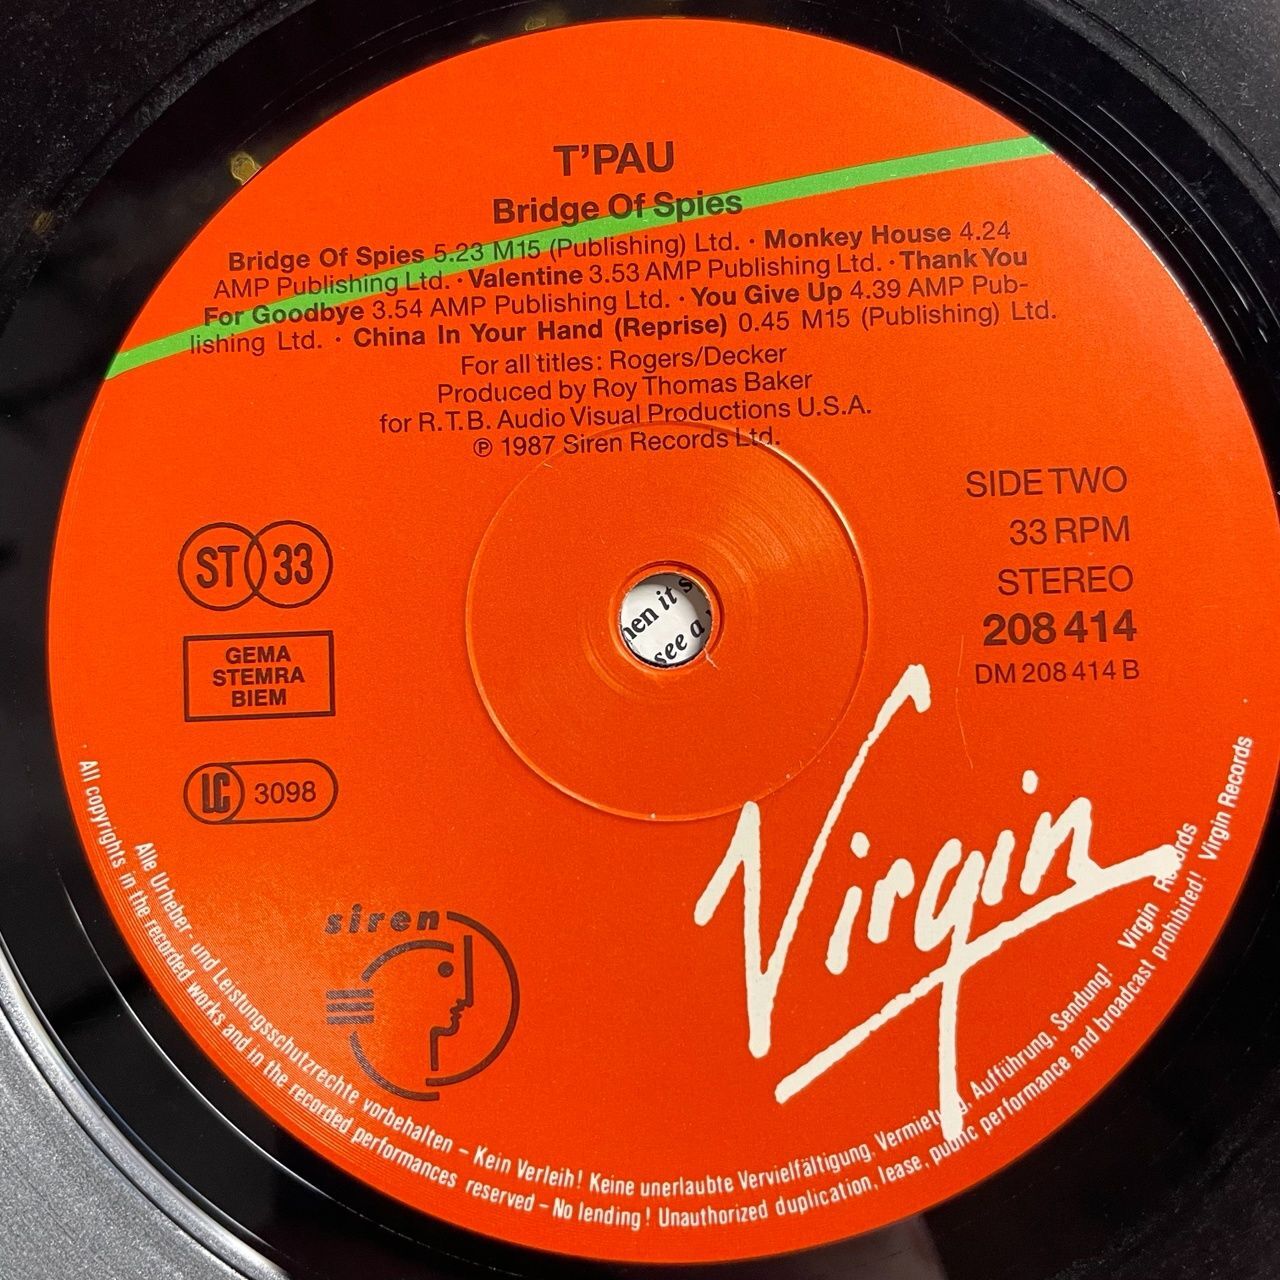 T'PAU
Bridge Of Spies
Bridge Of Spies 5.23 M15 (Publishing) Ltd. · Monkey House 4.24
AMP Publishing Ltd. · Valentine 3.53 AMP Publishing Ltd. · Thank You
For Goodbye 3.54 AMP Publishing Ltd. · You Give Up 4.39 AMP Pub-
lishing Ltd. · China In Your Hand (Reprise) 0.45 M15 (Publishing) Ltd.
For all titles: Rogers/Decker
Produced by Roy Thomas Baker
for R.T.B. Audio Visual Productions U.S.A.
℗ 1987 Siren Records Ltd.
SIDE TWO
33 RPM
STEREO
208 414
DM 208 414 B
ST 33
GEMA
STEMRA
BIEM
LC 3098
it
see a
siren
Virgin
Alle Urheber- und Leistungsschutzrechte vorbehalten – Kein Verleih! Keine unerlaubte Vervielfältigung, Vermietung, Aufführung, Sendung! Virgin Records
All copyrights in the recorded works and in the recorded performances reserved – No lending! Unauthorized duplication, lease, public performance and broadcast prohibited! Virgin Records